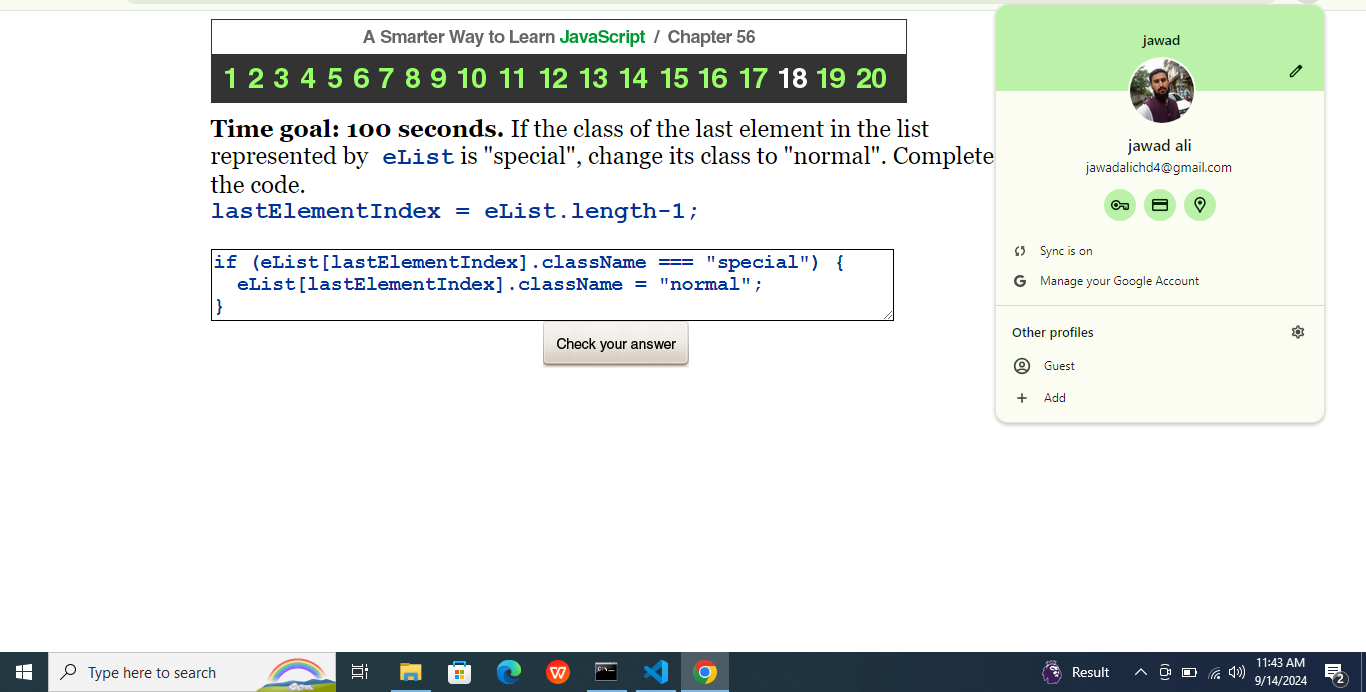 A Smarter Way to Learn JavaScript / Chapter 56
1 2 3 4 5 6 7 8 9 10 11 12 13 14 15 16 17 18 19 20
Time goal: 100 seconds. If the class of the last element in the list
represented by eList is "special", change its class to "normal". Complete
the code.
lastElementIndex = eList.length-1;
if (eList[lastElementIndex].className === "special") {
  eList[lastElementIndex].className = "normal";
}
Check your answer
jawad
jawad ali
jawadalichd4@gmail.com
Sync is on
G Manage your Google Account
Other profiles
Guest
+ Add
Type here to search
W
Result
11:43 AM
9/14/2024
2